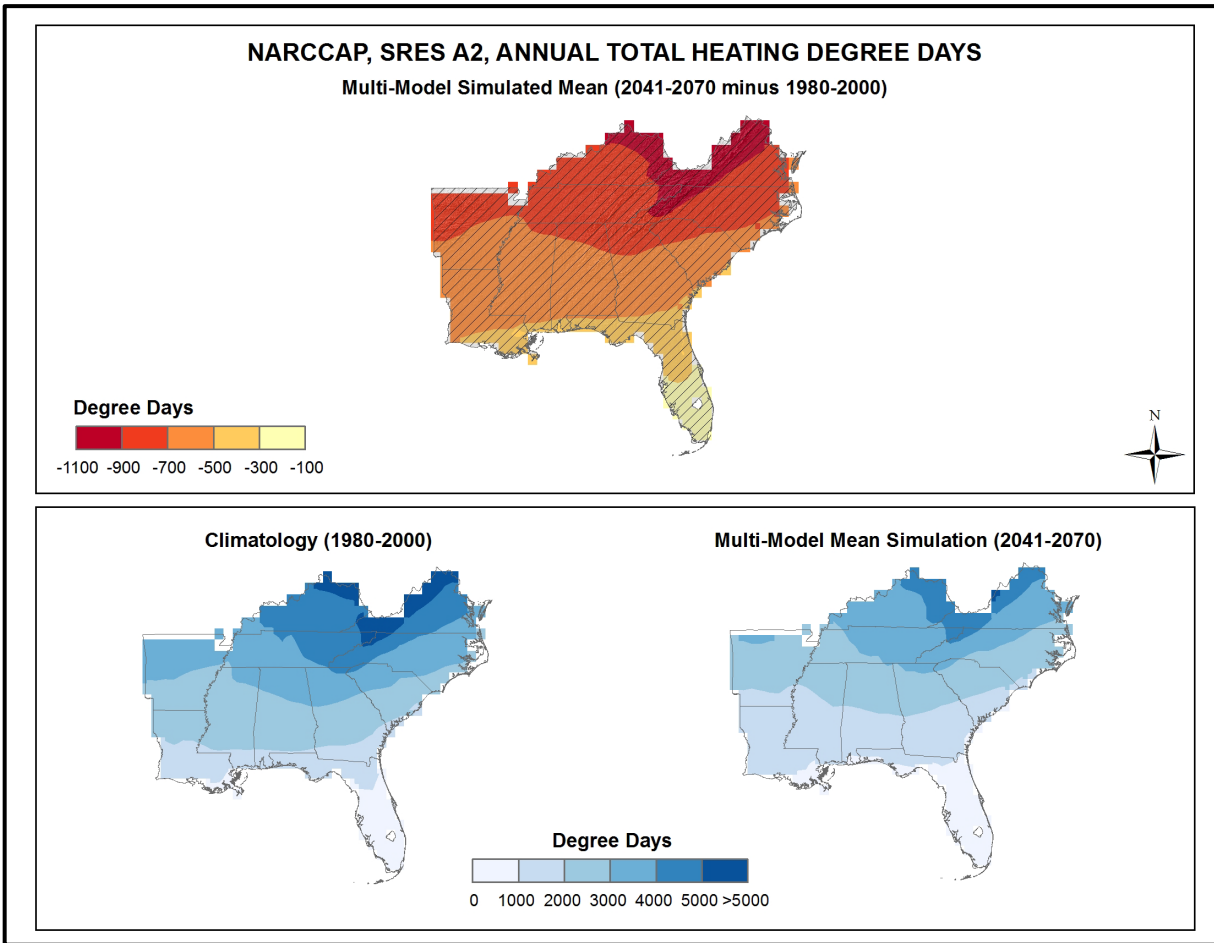 NARCCAP, SRES A2, ANNUAL TOTAL HEATING DEGREE DAYS
Multi-Model Simulated Mean (2041-2070 minus 1980-2000)
Degree Days
-1100 -900 -700 -500 -300 -100
N
Climatology (1980-2000)
Multi-Model Mean Simulation (2041-2070)
Degree Days
0 1000 2000 3000 4000 5000 >5000